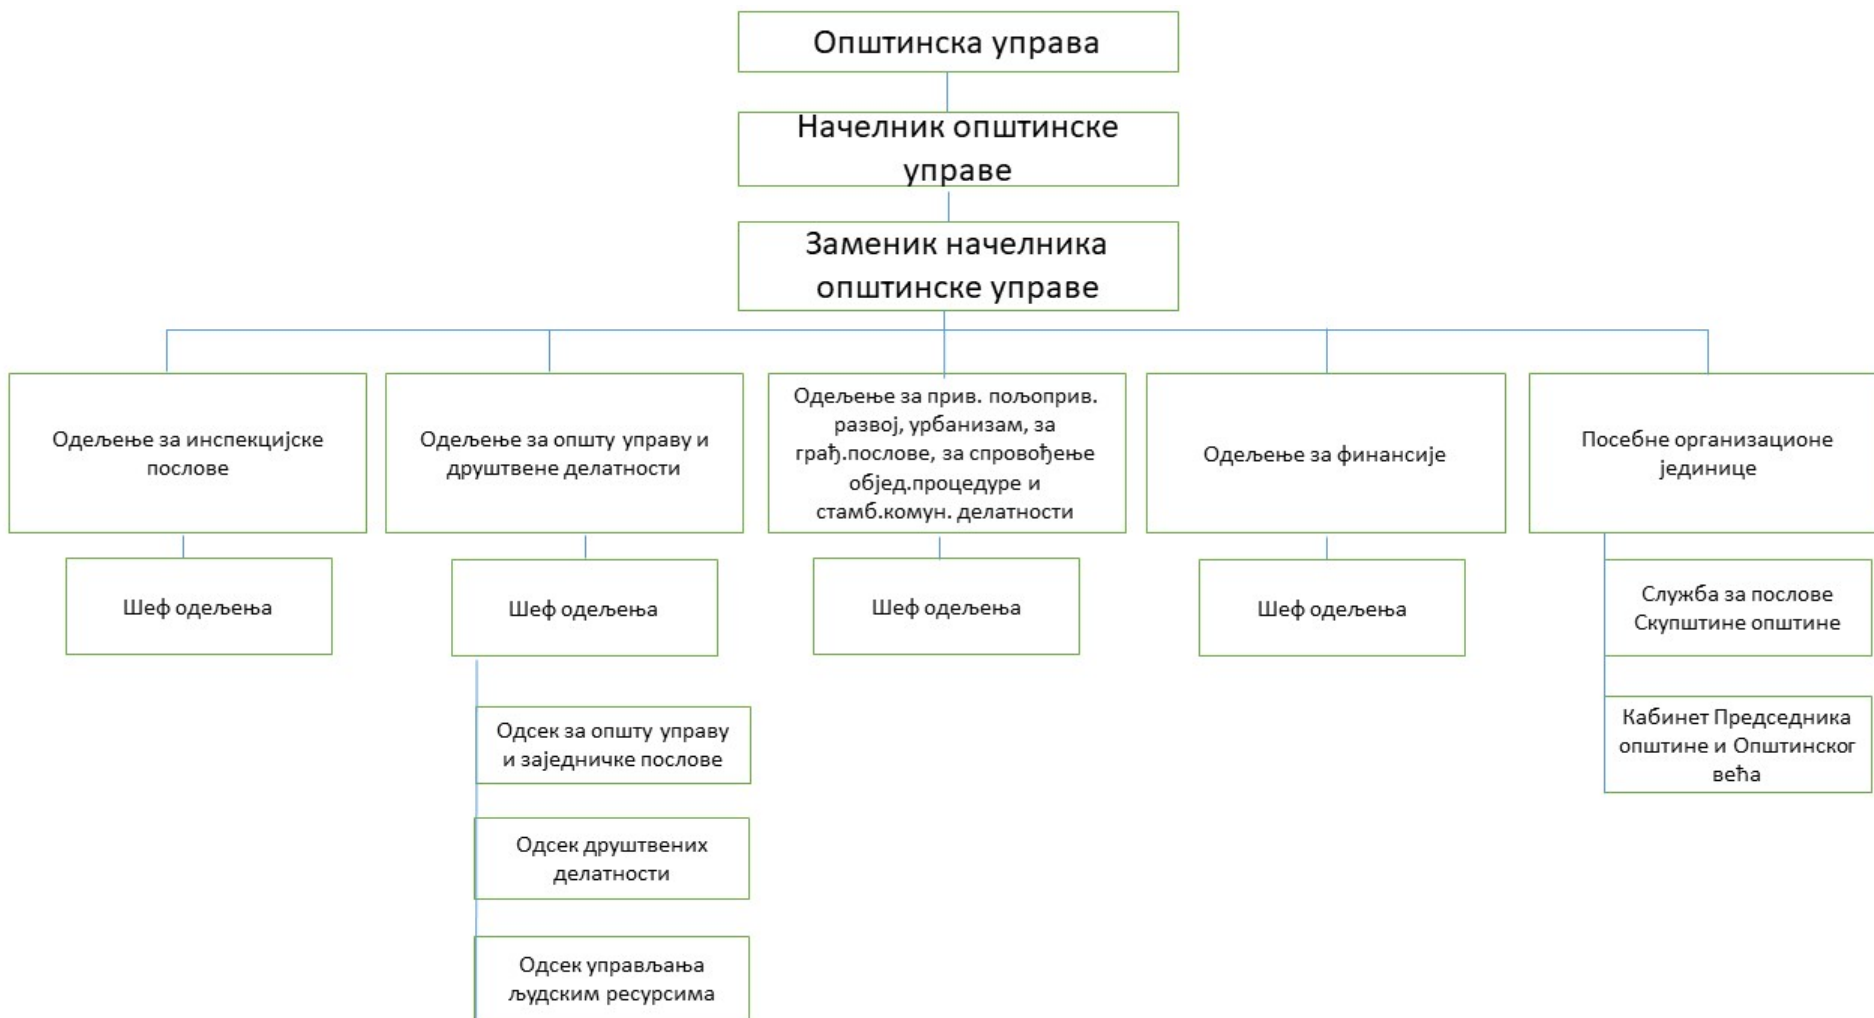 Општинска управа
Начелник општинске
управе
Заменик начелника
општинске управе
Одељење за инспекцијске
послове
Одељење за општу управу и
друштвене делатности
Одељење за прив. пољоприв.
развој, урбанизам, за
грађ.послове, за спровођење
објед.процедуре и
стамб.комун. делатности
Одељење за финансије
Посебне организационе
јединице
Шеф одељења
Шеф одељења
Шеф одељења
Шеф одељења
Служба за послове
Скупштине општине
Одсек за општу управу
и заједничке послове
Кабинет Председника
општине и Општинског
већа
Одсек друштвених
делатности
Одсек управљања
људским ресурсима